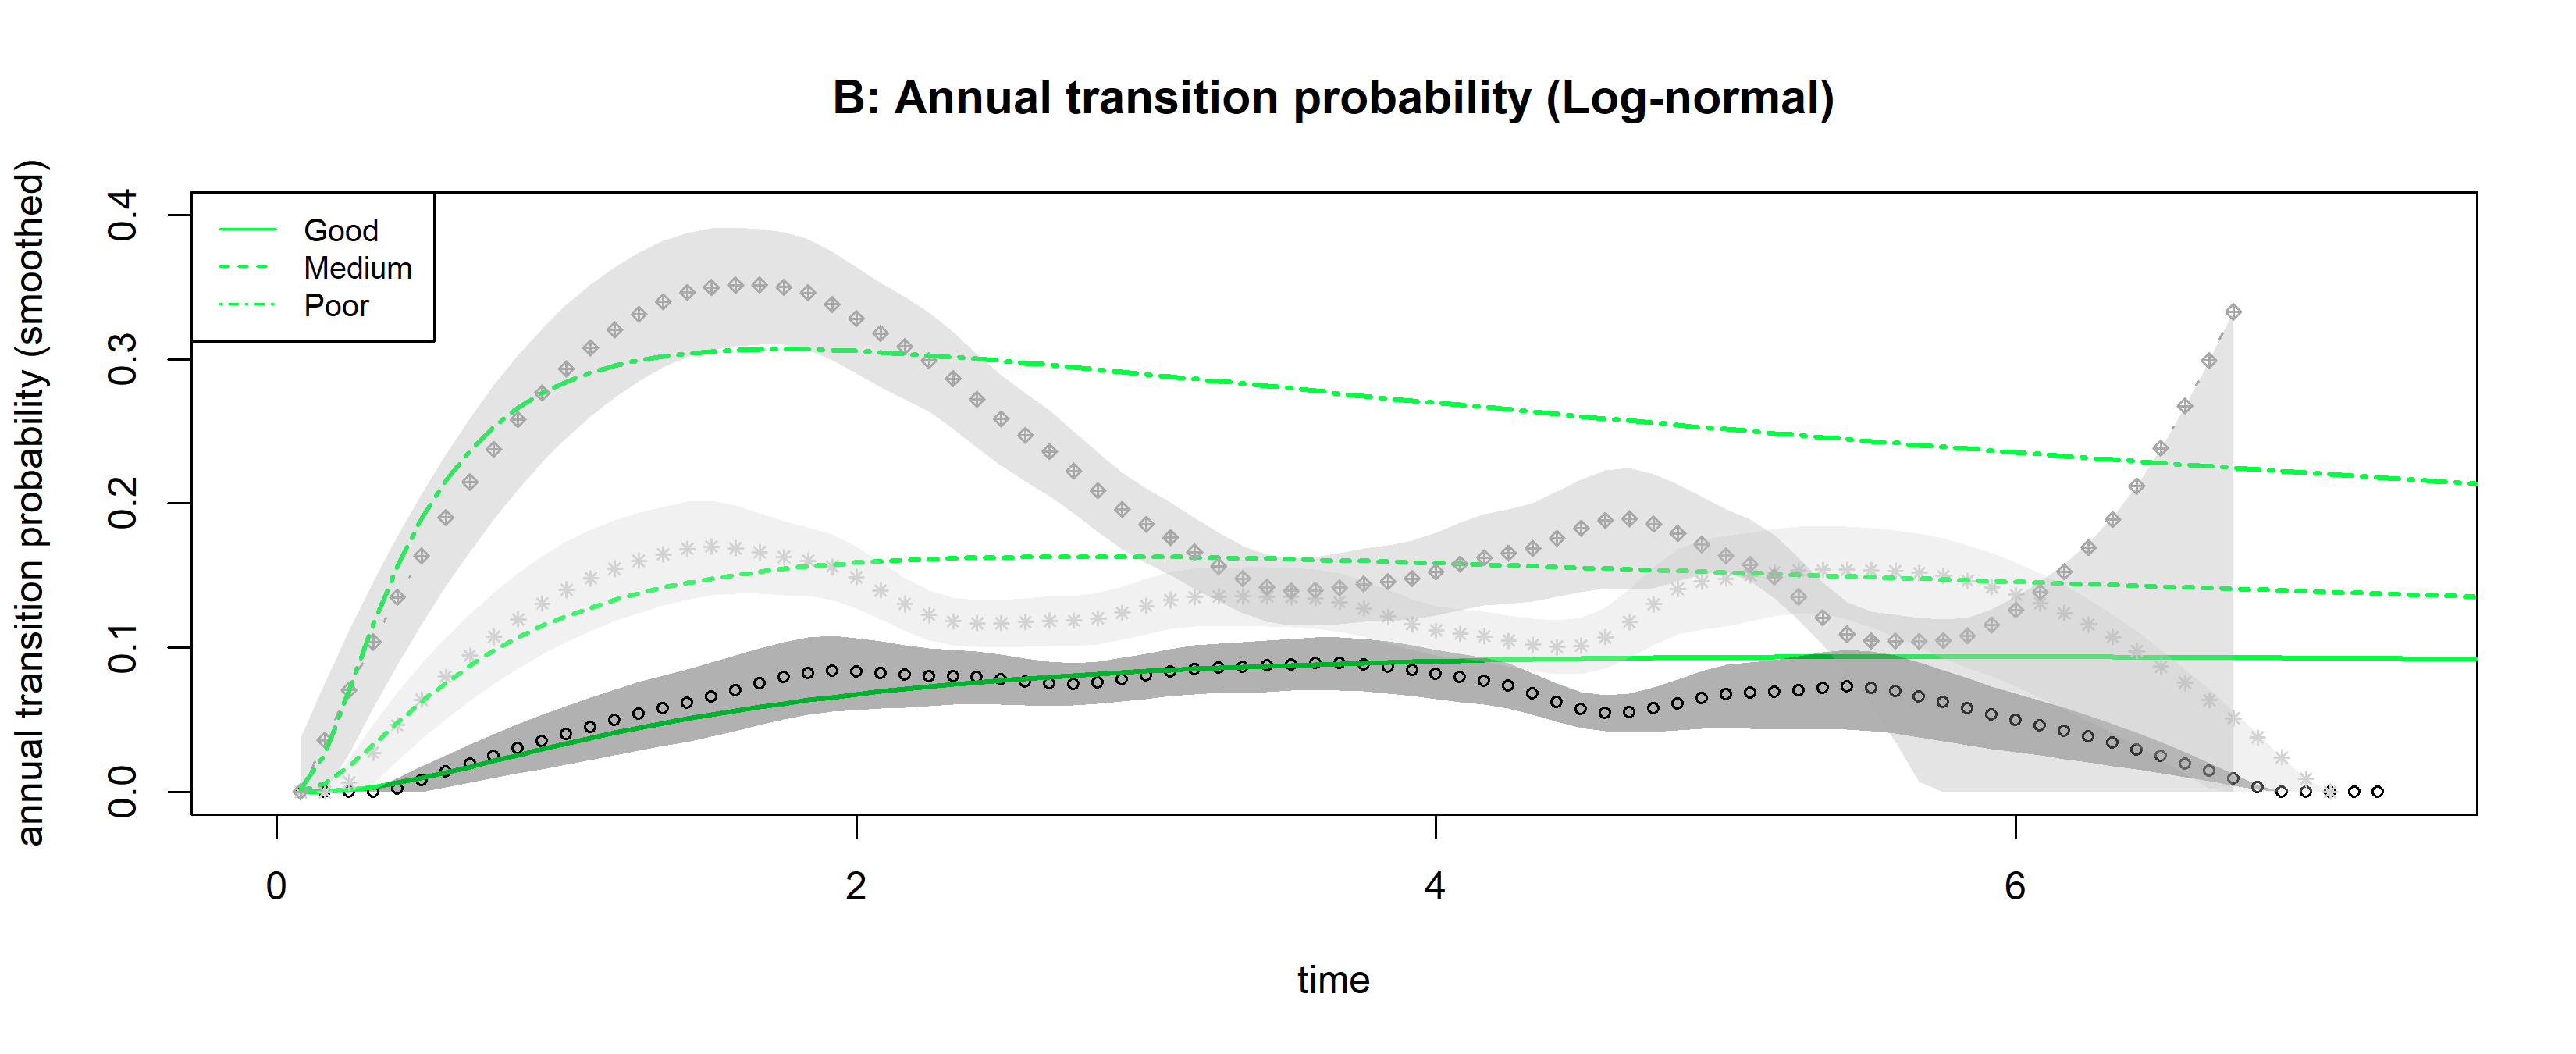 B: Annual transition probability (Log-normal)
annual transition probability (smoothed)
0.4
0.3
0.2
0.1
0.0
Good
Medium
Poor
0 2 4 6
time